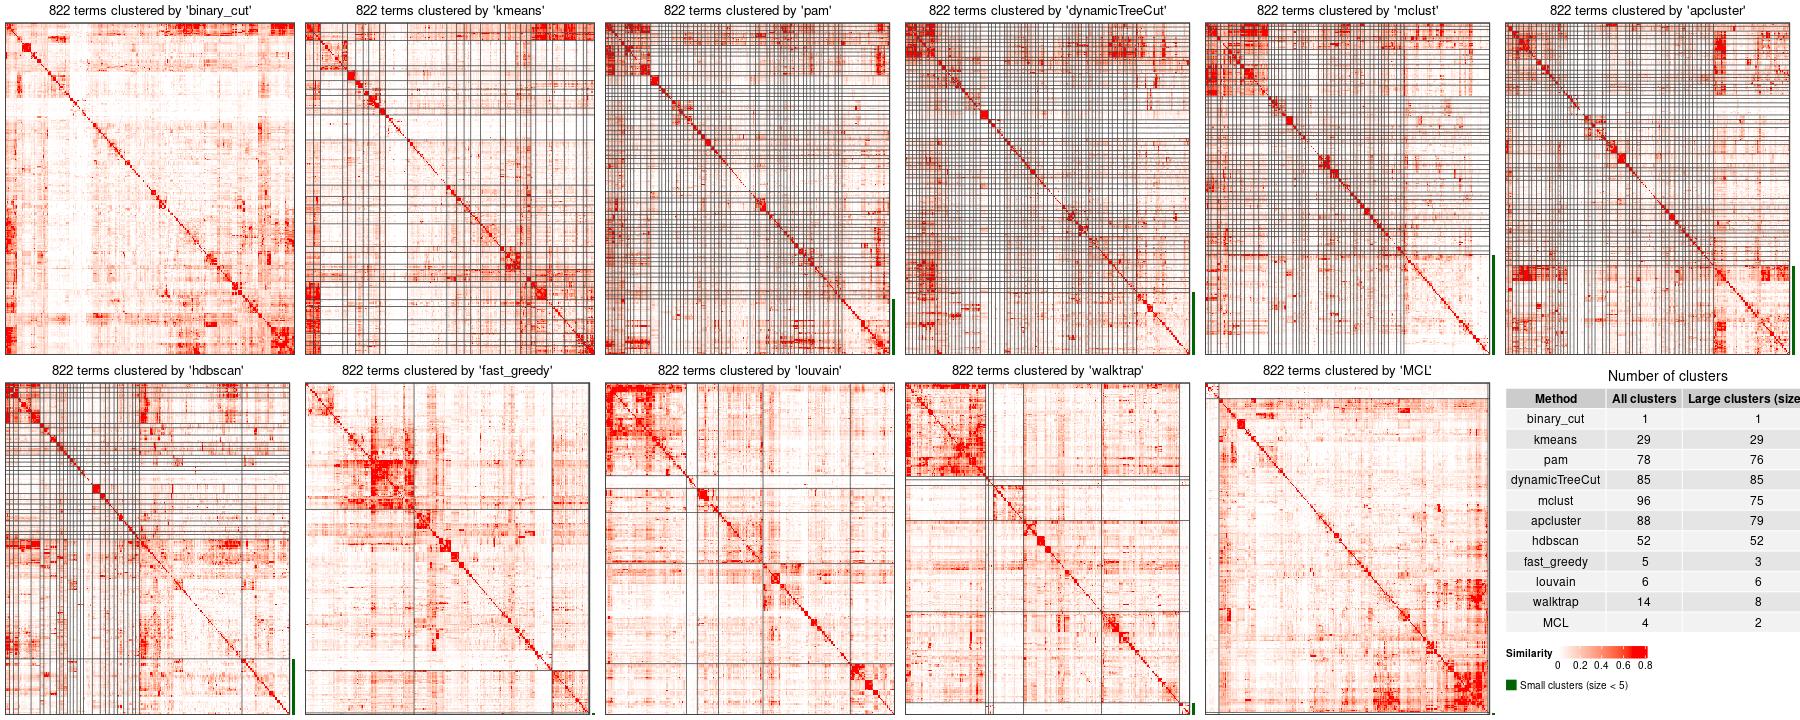 822 terms clustered by 'binary_cut'
822 terms clustered by 'kmeans'
822 terms clustered by 'pam'
822 terms clustered by 'dynamicTreeCut'
822 terms clustered by 'mclust'
822 terms clustered by 'apcluster'
822 terms clustered by 'hdbscan'
822 terms clustered by 'fast_greedy'
822 terms clustered by 'louvain'
822 terms clustered by 'walktrap'
822 terms clustered by 'MCL'
Number of clusters
Method All clusters Large clusters (size
binary_cut 1 1
kmeans 29 29
pam 78 76
dynamicTreeCut 85 85
mclust 96 75
apcluster 88 79
hdbscan 52 52
fast_greedy 5 3
louvain 6 6
walktrap 14 8
MCL 4 2
Similarity
0 0.2 0.4 0.6 0.8
Small clusters (size < 5)